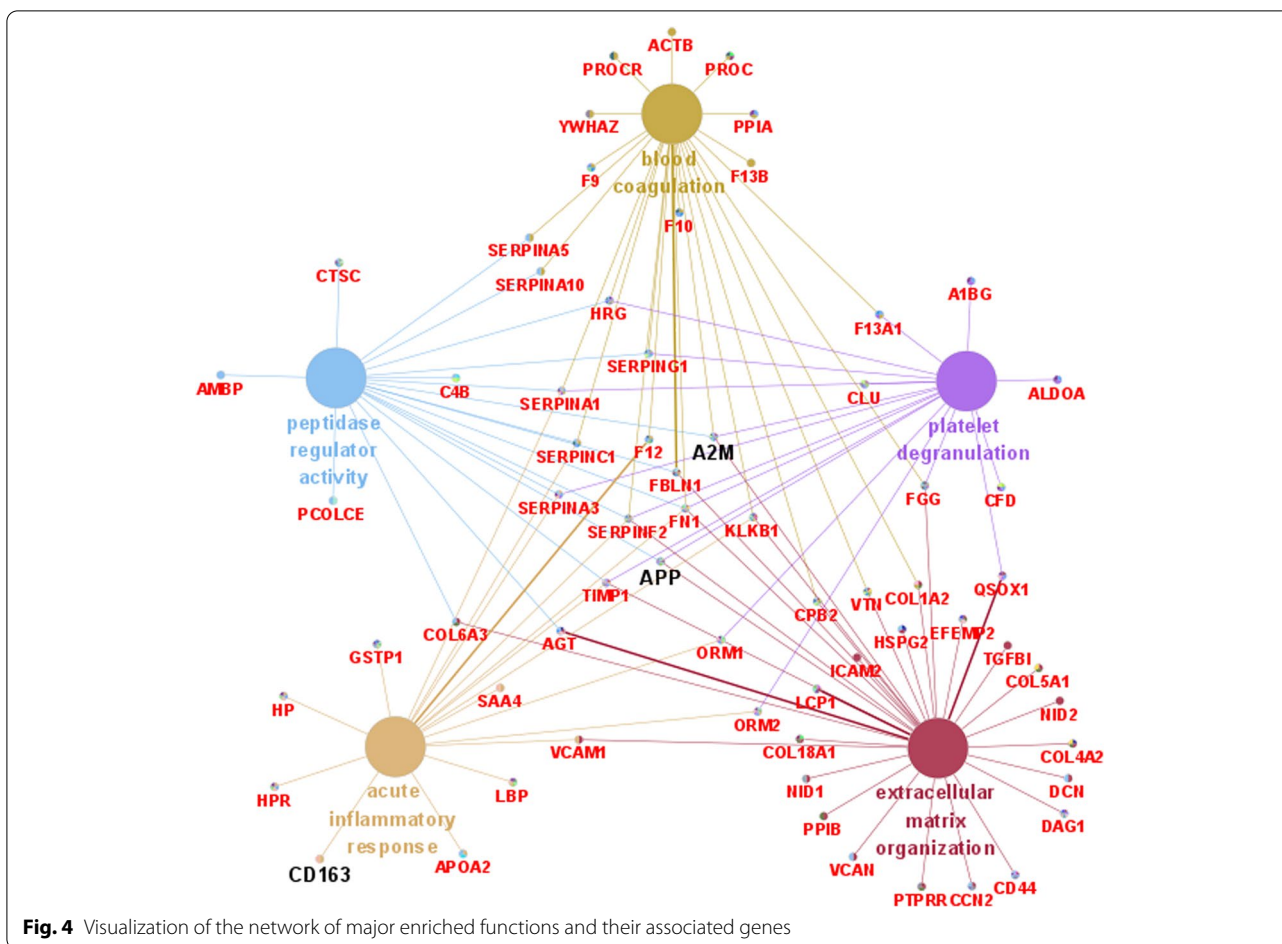 ACTB
PROCR
PROC
YWHAZ
PPIA
blood
coagulation
F9
F13B
F10
SERPINA5
CTSC
SERPINA10
A1BG
HRG
F13A1
SERPING1
AMBP
C4B
SERPINA1
CLU
ALDOA
peptidase
regulator
activity
platelet
degranulation
SERPINC1
F12
A2M
FBLN1
FGG
CFD
PCOLCE
SERPINA3
SERPINF2
FN1
KLKB1
APP
TIMP1
QSOX1
CPB2
VTN
COL1A2
COL6A3
AGT
HSPG2
EFEMP2
GSTP1
ORM1
ICAM2
TGFBI
COL5A1
HP
SAA4
LCP1
NID2
ORM2
VCAM1
COL18A1
COL4A2
HPR
LBP
NID1
DCN
acute
inflammatory
response
extracellular
matrix
organization
PPIB
DAG1
CD163
APOA2
VCAN
CD44
PTPRR
CCN2
Fig. 4 Visualization of the network of major enriched functions and their associated genes